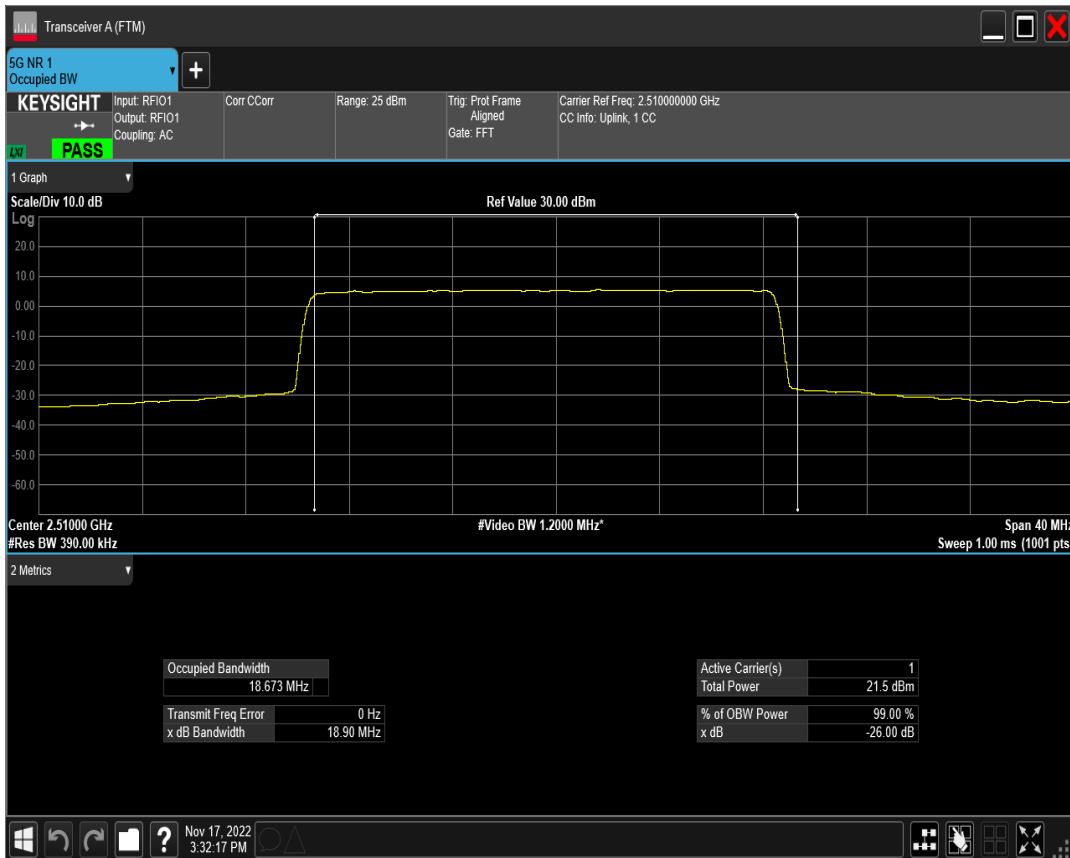 Transceiver A (FTM)
5G NR 1
Occupied BW
+
KEYSIGHT
LXI
PASS
Input: RFIO1
Output: RFIO1
Coupling: AC
Corr CCorr
Range: 25 dBm
Trig: Prot Frame
Aligned
Gate: FFT
Carrier Ref Freq: 2.510000000 GHz
CC Info: Uplink, 1 CC
1 Graph
Scale/Div 10.0 dB
Ref Value 30.00 dBm
Log
20.0
10.0
0.00
-10.0
-20.0
-30.0
-40.0
-50.0
-60.0
Center 2.51000 GHz
#Video BW 1.2000 MHz*
Span 40 MHz
#Res BW 390.00 kHz
Sweep 1.00 ms (1001 pts
2 Metrics
Occupied Bandwidth
18.673 MHz
Transmit Freq Error 0 Hz
x dB Bandwidth 18.90 MHz
Active Carrier(s) 1
Total Power 21.5 dBm
% of OBW Power 99.00 %
x dB -26.00 dB
?
Nov 17, 2022
3:32:17 PM